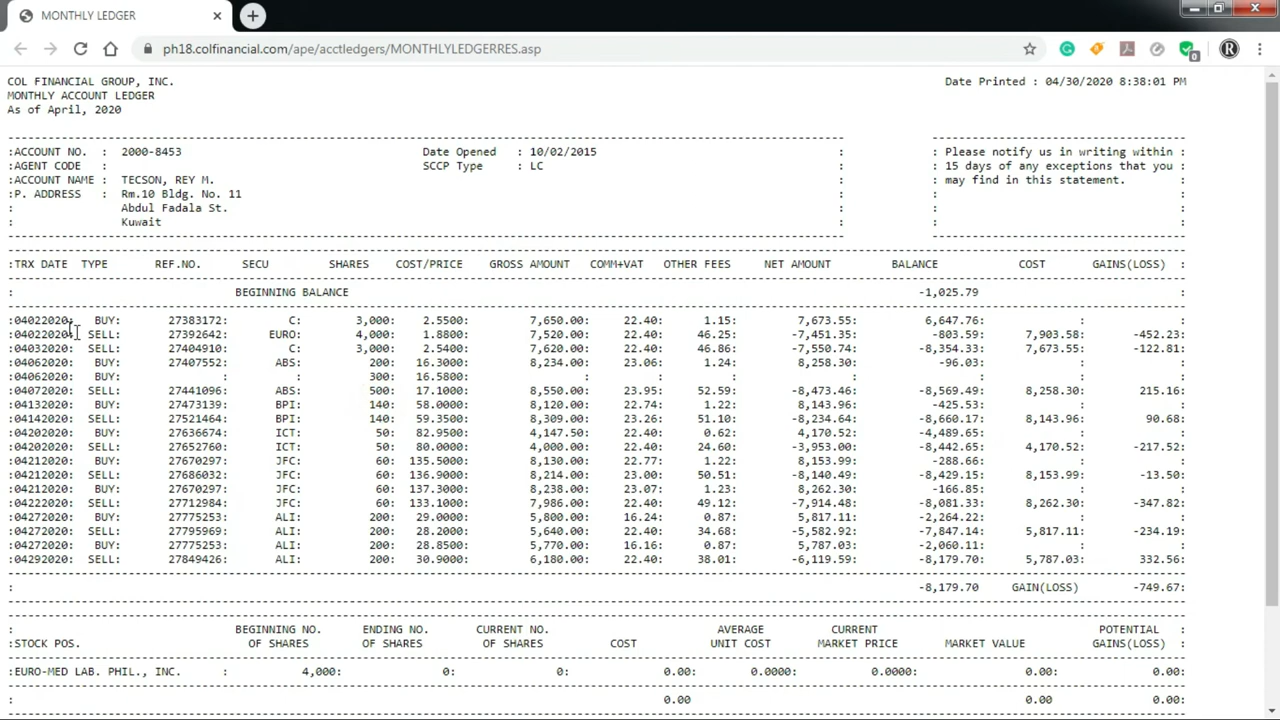 MONTHLY LEDGER
ph18.colfinancial.com/ape/acctledgers/MONTHLYLEDGERRES.asp
COL FINANCIAL GROUP, INC. Date Printed : 04/30/2020 8:38:01 PM
MONTHLY ACCOUNT LEDGER
As of April, 2020
:ACCOUNT NO. : 2000-8453 Date Opened : 10/02/2015 : : Please notify us in writing within :
:AGENT CODE : SCCP Type : LC : : 15 days of any exceptions that you :
:ACCOUNT NAME : TECSON, REY M. : : may find in this statement. :
:P. ADDRESS : Rm.10 Bldg. No. 11 : : :
: Abdul Fadala St. : : :
: Kuwait : : :
:TRX DATE TYPE REF.NO. SECU SHARES COST/PRICE GROSS AMOUNT COMM+VAT OTHER FEES NET AMOUNT BALANCE COST GAINS(LOSS) :
: BEGINNING BALANCE -1,025.79 :
:04022020: BUY: 27383172: C: 3,000: 2.5500: 7,650.00: 22.40: 1.15: 7,673.55: 6,647.76: : :
:04022020: SELL: 27392642: EURO: 4,000: 1.8800: 7,520.00: 22.40: 46.25: -7,451.35: -803.59: 7,903.58: -452.23:
:04032020: SELL: 27404910: C: 3,000: 2.5400: 7,620.00: 22.40: 46.86: -7,550.74: -8,354.33: 7,673.55: -122.81:
:04062020: BUY: 27407552: ABS: 200: 16.3000: 8,234.00: 23.06: 1.24: 8,258.30: -96.03: : :
:04062020: BUY: : : 300: 16.5800: : : : : : : :
:04072020: SELL: 27441096: ABS: 500: 17.1000: 8,550.00: 23.95: 52.59: -8,473.46: -8,569.49: 8,258.30: 215.16:
:04132020: BUY: 27473139: BPI: 140: 58.0000: 8,120.00: 22.74: 1.22: 8,143.96: -425.53: : :
:04142020: SELL: 27521464: BPI: 140: 59.3500: 8,309.00: 23.26: 51.10: -8,234.64: -8,660.17: 8,143.96: 90.68:
:04202020: BUY: 27636674: ICT: 50: 82.9500: 4,147.50: 22.40: 0.62: 4,170.52: -4,489.65: : :
:04202020: SELL: 27652760: ICT: 50: 80.0000: 4,000.00: 22.40: 24.60: -3,953.00: -8,442.65: 4,170.52: -217.52:
:04212020: BUY: 27670297: JFC: 60: 135.5000: 8,130.00: 22.77: 1.22: 8,153.99: -288.66: : :
:04212020: SELL: 27686032: JFC: 60: 136.9000: 8,214.00: 23.00: 50.51: -8,140.49: -8,429.15: 8,153.99: -13.50:
:04212020: BUY: 27670297: JFC: 60: 137.3000: 8,238.00: 23.07: 1.23: 8,262.30: -166.85: : :
:04222020: SELL: 27712984: JFC: 60: 133.1000: 7,986.00: 22.40: 49.12: -7,914.48: -8,081.33: 8,262.30: -347.82:
:04272020: BUY: 27775253: ALI: 200: 29.0000: 5,800.00: 16.24: 0.87: 5,817.11: -2,264.22: : :
:04272020: SELL: 27795969: ALI: 200: 28.2000: 5,640.00: 22.40: 34.68: -5,582.92: -7,847.14: 5,817.11: -234.19:
:04272020: BUY: 27775253: ALI: 200: 28.8500: 5,770.00: 16.16: 0.87: 5,787.03: -2,060.11: : :
:04292020: SELL: 27849426: ALI: 200: 30.9000: 6,180.00: 22.40: 38.01: -6,119.59: -8,179.70: 5,787.03: 332.56:
: -8,179.70 GAIN(LOSS) -749.67:
: BEGINNING NO. ENDING NO. CURRENT NO. AVERAGE CURRENT POTENTIAL :
:STOCK POS. OF SHARES OF SHARES OF SHARES COST UNIT COST MARKET PRICE MARKET VALUE GAINS(LOSS) :
:EURO-MED LAB. PHIL., INC. : 4,000: 0: 0: 0.00: 0.0000: 0.0000: 0.00: 0.00:
: 0.00 0.00 0.00: